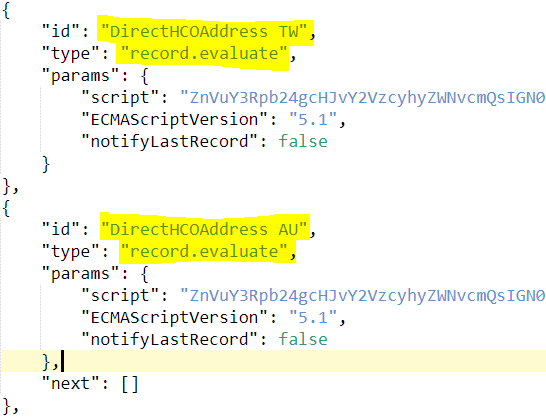 {
"id": "DirectHCOAddress TW",
"type": "record.evaluate",
"params": {
"script": "ZnVuY3Rpb24gcHJvY2VzcyhyZWNvcmQsIGN0
"ECMAScriptVersion": "5.1",
"notifyLastRecord": false
}
},
{
"id": "DirectHCOAddress AU",
"type": "record.evaluate",
"params": {
"script": "ZnVuY3Rpb24gcHJvY2VzcyhyZWNvcmQsIGN0
"ECMAScriptVersion": "5.1",
"notifyLastRecord": false
},
"next": []
},